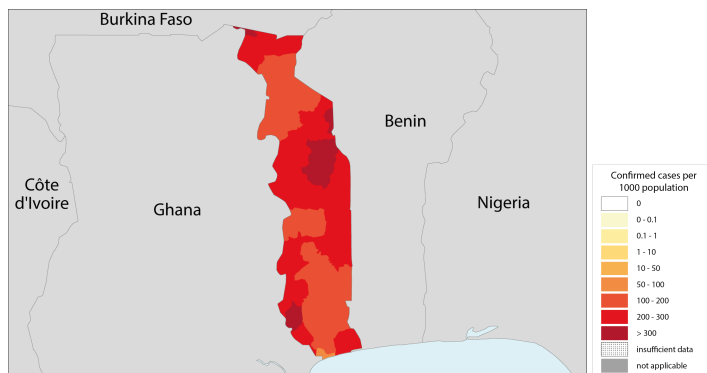 Burkina Faso
Benin
Côte
d'Ivoire
Ghana
Nigeria
Confirmed cases per
1000 population
0
0 - 0.1
0.1 - 1
1 - 10
10 - 50
50 - 100
100 - 200
200 - 300
> 300
insufficient data
not applicable